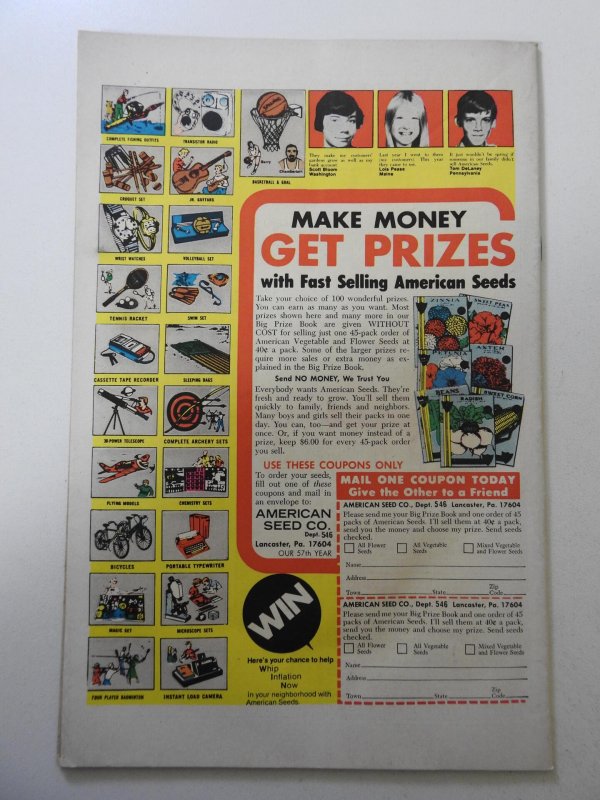 COMPLETE FISHING OUTFITS
TRANSISTOR RADIO
CROQUET SET
JR. GUITARS
WRIST WATCHES
VOLLEYBALL SET
TENNIS RACKET
SWIM SET
CASSETTE TAPE RECORDER
SLEEPING BAGS
30-POWER TELESCOPE
COMPLETE ARCHERY SETS
FLYING MODELS
CHEMISTRY SETS
BICYCLES
PORTABLE TYPEWRITER
MAGIC SET
MICROSCOPE SETS
FOUR PLAYER BADMINTON
INSTANT LOAD CAMERA
SPALDING
Barry
Chamberlain
BASKETBALL & GOAL
They make my customers'
gardens grow as well as my
bank account!
Scott Bloom
Washington
Last year I went to them
(my customers). This year
they came to me.
Lois Pease
Maine
It just wouldn't be spring if
someone in our family didn't
sell American Seeds.
Tom DeLaney
Pennsylvania
MAKE MONEY
GET PRIZES
with Fast Selling American Seeds
Take your choice of 100 wonderful prizes.
You can earn as many as you want. Most
prizes shown here and many more in our
Big Prize Book are given WITHOUT
COST for selling just one 45-pack order of
American Vegetable and Flower Seeds at
40¢ a pack. Some of the larger prizes re-
quire more sales or extra money as ex-
plained in the Big Prize Book.
Send NO MONEY, We Trust You
Everybody wants American Seeds. They're
fresh and ready to grow. You'll sell them
quickly to family, friends and neighbors.
Many boys and girls sell their packs in one
day. You can, too—and get your prize at
once. Or, if you want money instead of a
prize, keep $6.00 for every 45-pack order
you sell.
ZINNIA
SWEET PEAS
PETUNIA
ASTER
BEANS
RADISH
SWEET CORN
USE THESE COUPONS ONLY
To order your seeds,
fill out one of these
coupons and mail in
an envelope to:
AMERICAN
SEED CO.
Dept. 546
Lancaster, Pa. 17604
OUR 57th YEAR
WIN
Here's your chance to help
Whip
Inflation
Now
in your neighborhood with
American Seeds.
MAIL ONE COUPON TODAY
Give the Other to a Friend
AMERICAN SEED CO., Dept. 546 Lancaster, Pa. 17604
Please send me your Big Prize Book and one order of 45
packs of American Seeds. I'll sell them at 40¢ a pack,
send you the money and choose my prize. Send seeds
checked.
All Flower Seeds
All Vegetable Seeds
Mixed Vegetable and Flower Seeds
Name
Address
Town State Zip Code
AMERICAN SEED CO., Dept. 546 Lancaster, Pa. 17604
Please send me your Big Prize Book and one order of 45
packs of American Seeds. I'll sell them at 40¢ a pack,
send you the money and choose my prize. Send seeds
checked.
All Flower Seeds
All Vegetable Seeds
Mixed Vegetable and Flower Seeds
Name
Address
Town State Zip Code